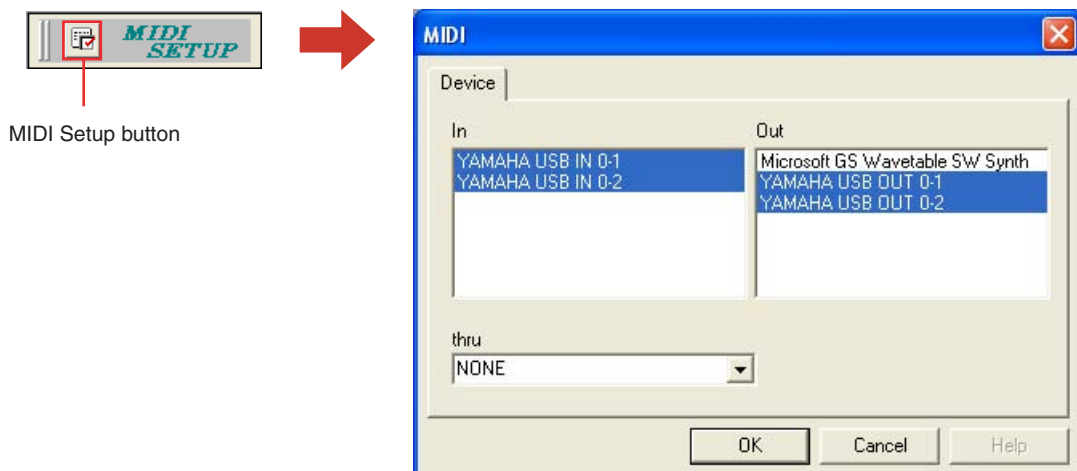 MIDI
SETUP
MIDI Setup button
MIDI
Device
In
YAMAHA USB IN 0-1
YAMAHA USB IN 0-2
Out
Microsoft GS Wavetable SW Synth
YAMAHA USB OUT 0-1
YAMAHA USB OUT 0-2
thru
NONE
OK
Cancel
Help